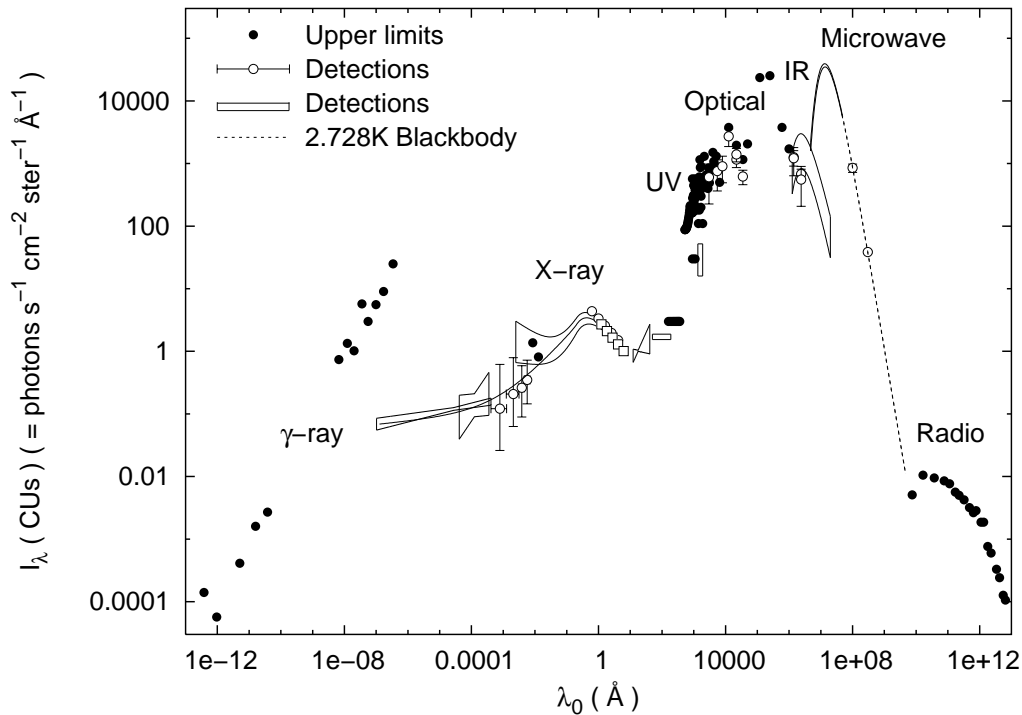 Upper limits
Detections
Detections
2.728K Blackbody
Microwave
IR
Optical
UV
X−ray
γ−ray
Radio
I_λ ( CUs ) ( = photons s⁻¹ cm⁻² ster⁻¹ Å⁻¹ )
10000
100
1
0.01
0.0001
1e−12
1e−08
0.0001
1
10000
1e+08
1e+12
λ₀ ( Å )